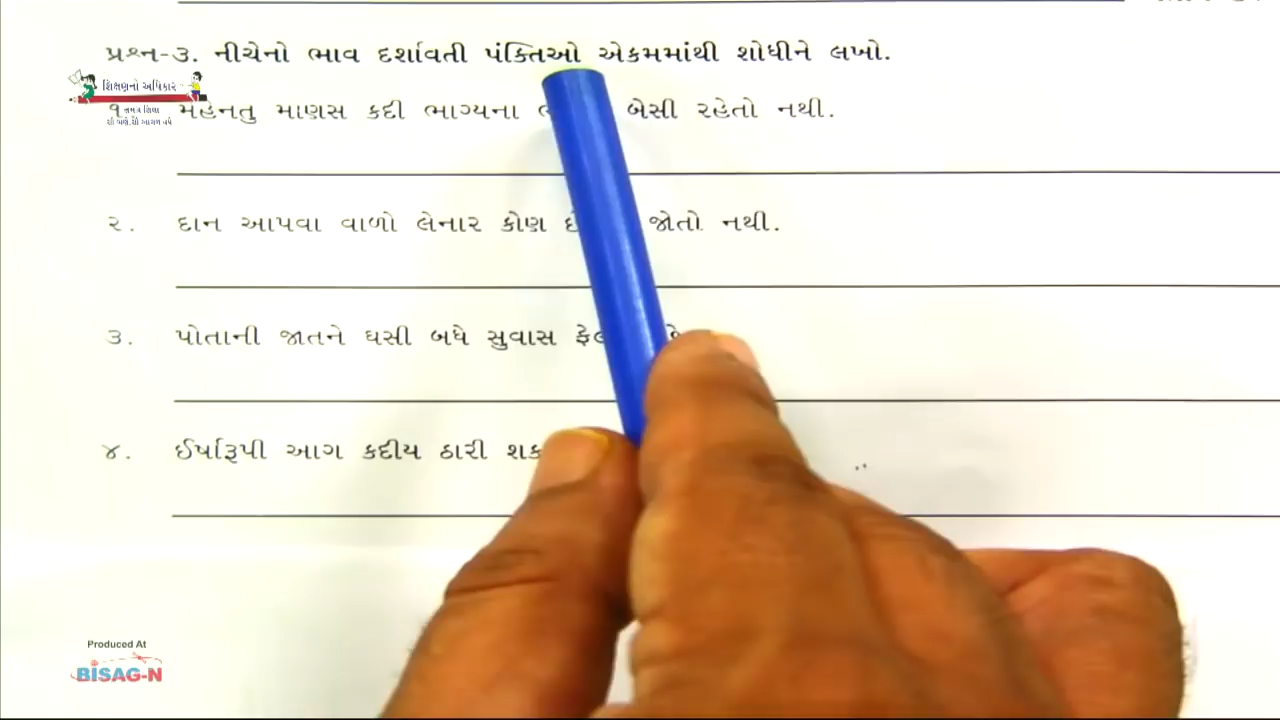 પ્રશ્ન-૩. નીચેનો ભાવ દર્શાવતી પંક્તિઓ એકમમાંથી શોધીને લખો.
શિક્ષણનો અધિકાર
૧. મહેનતુ માણસ કદી ભાગ્યના બેસી રહેતો નથી.
૨. દાન આપવા વાળો લેનાર કોણ જોતો નથી.
૩. પોતાની જાતને ઘસી બધે સુવાસ
૪. ઈર્ષારૂપી આગ કદીય ઠારી
Produced At
BISAG-N